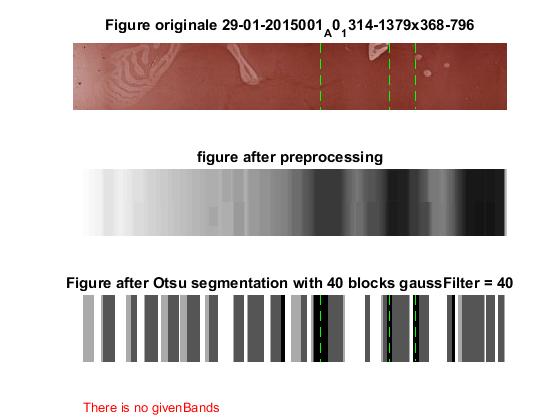 Figure originale 29-01-2015001A01314-1379x368-796
figure after preprocessing
Figure after Otsu segmentation with 40 blocks gaussFilter = 40
There is no givenBands